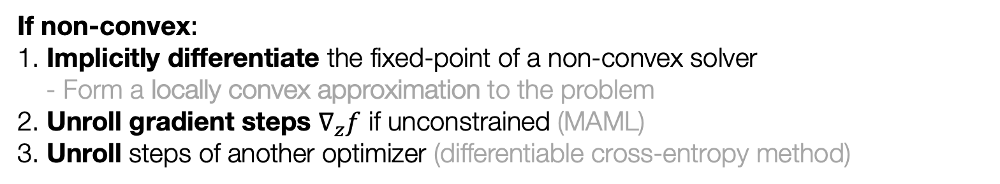 If non-convex:
1. Implicitly differentiate the fixed-point of a non-convex solver
- Form a locally convex approximation to the problem
2. Unroll gradient steps ∇𝑧𝑓 if unconstrained (MAML)
3. Unroll steps of another optimizer (differentiable cross-entropy method)